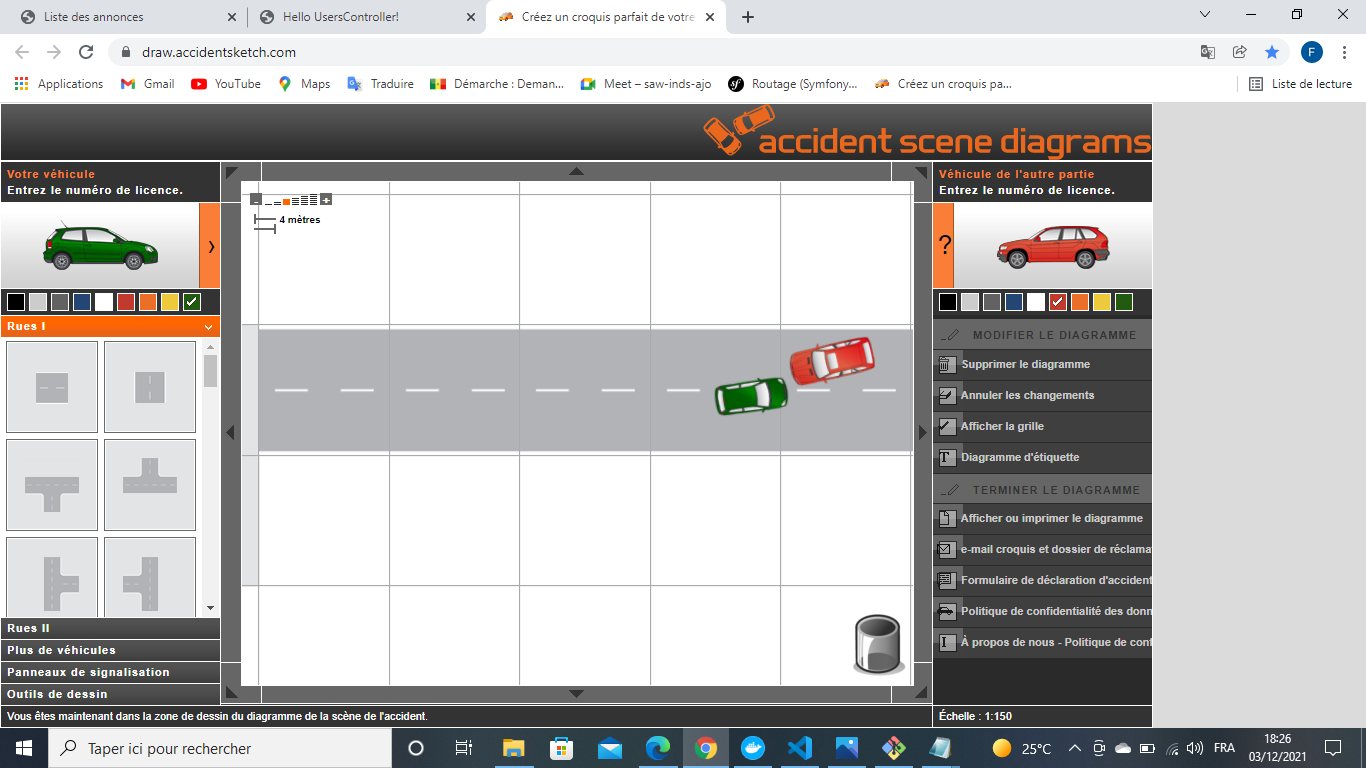 Liste des annonces
Hello UsersController!
Créez un croquis parfait de votre
draw.accidentsketch.com
F
Applications
Gmail
YouTube
Maps
Traduire
Démarche : Deman...
Meet – saw-inds-ajo
Routage (Symfony...
Créez un croquis pa...
Liste de lecture
accident scene diagrams
Votre véhicule
Entrez le numéro de licence.
Rues I
Rues II
Plus de véhicules
Panneaux de signalisation
Outils de dessin
4 mètres
Véhicule de l'autre partie
Entrez le numéro de licence.
?
MODIFIER LE DIAGRAMME
Supprimer le diagramme
Annuler les changements
Afficher la grille
T Diagramme d'étiquette
TERMINER LE DIAGRAMME
Afficher ou imprimer le diagramme
e-mail croquis et dossier de réclama
Formulaire de déclaration d'accident
Politique de confidentialité des donn
À propos de nous - Politique de conf
Vous êtes maintenant dans la zone de dessin du diagramme de la scène de l'accident.
Échelle : 1:150
Taper ici pour rechercher
25°C
FRA
18:26
03/12/2021